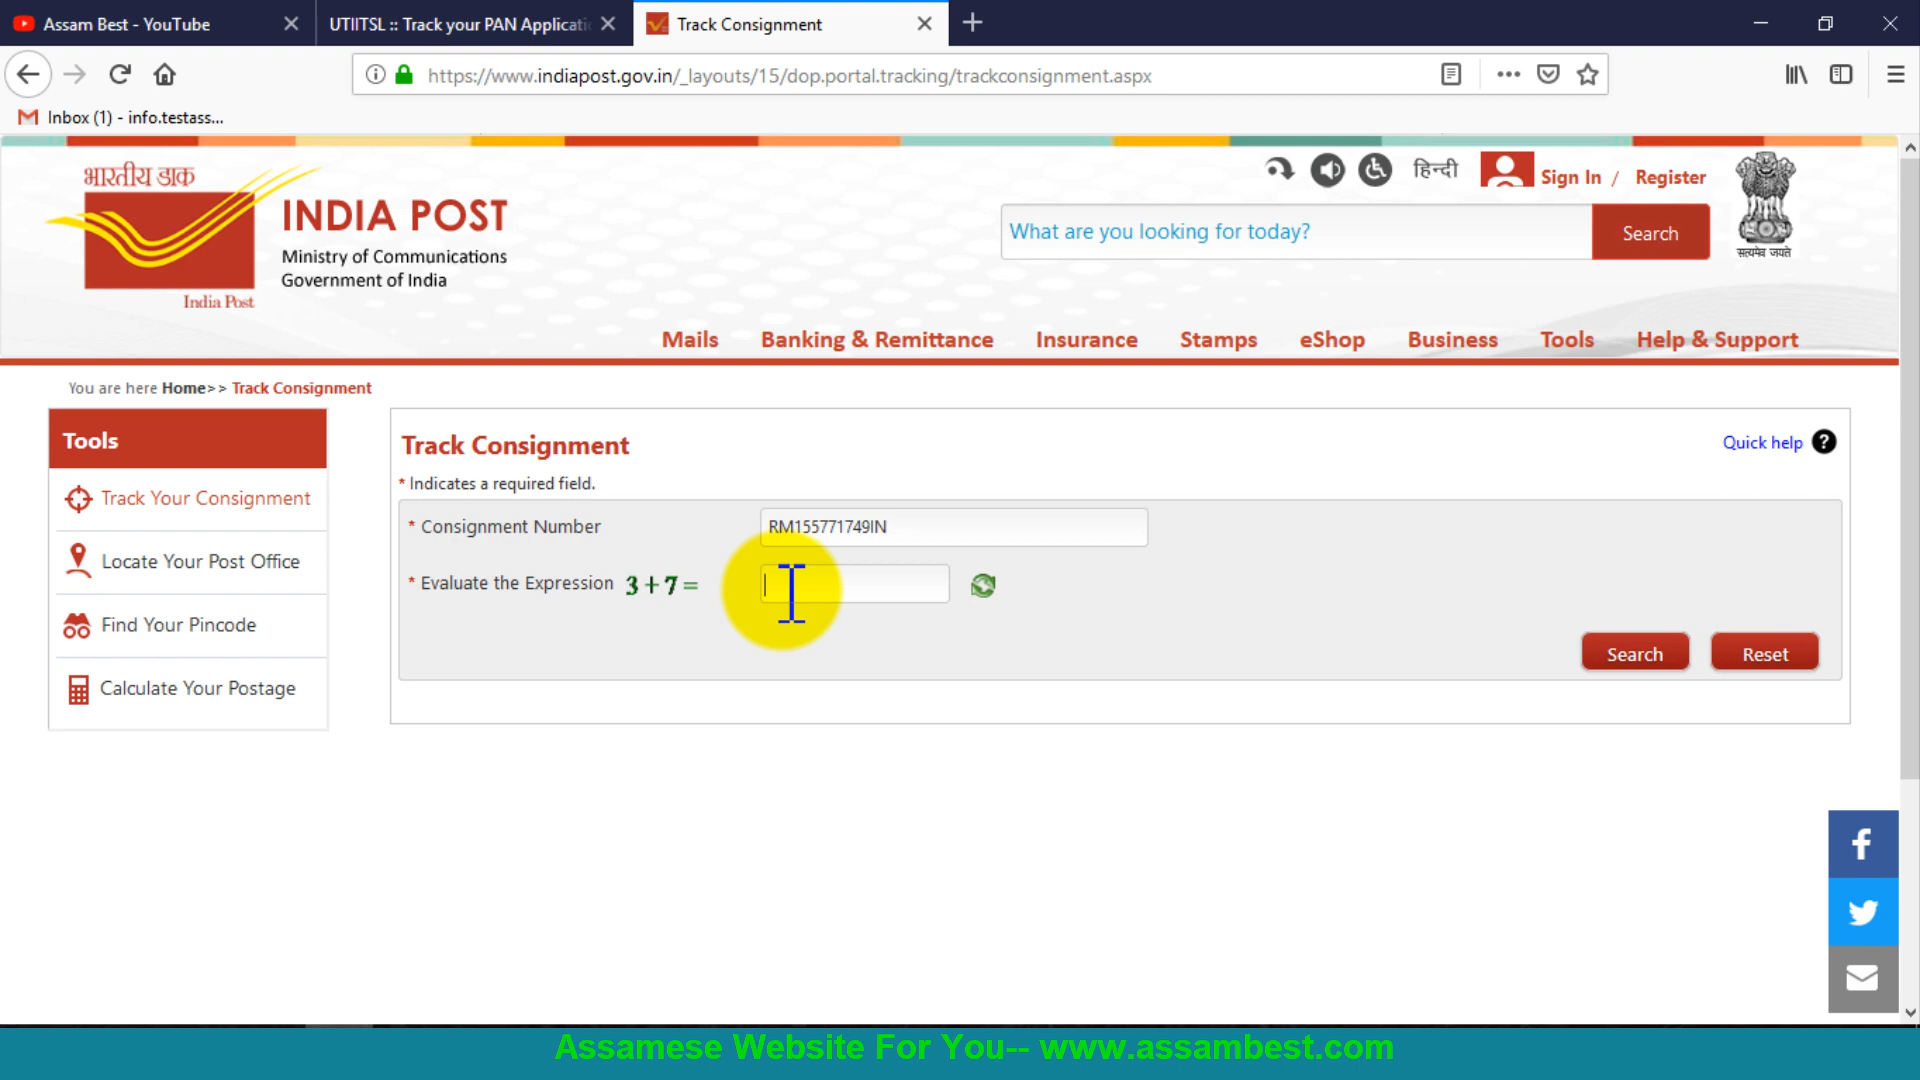 Assam Best - YouTube
UTIITSL :: Track your PAN Applicati
Track Consignment
https://www.indiapost.gov.in/_layouts/15/dop.portal.tracking/trackconsignment.aspx
Inbox (1) - info.testass...
भारतीय डाक
India Post
INDIA POST
Ministry of Communications
Government of India
हिन्दी
Sign In / Register
What are you looking for today?
Search
सत्यमेव जयते
Mails
Banking & Remittance
Insurance
Stamps
eShop
Business
Tools
Help & Support
You are here Home>> Track Consignment
Tools
Track Your Consignment
Locate Your Post Office
Find Your Pincode
Calculate Your Postage
Track Consignment
Quick help ?
* Indicates a required field.
* Consignment Number
RM155771749IN
* Evaluate the Expression 3+7=
Search
Reset
Assamese Website For You-- www.assambest.com